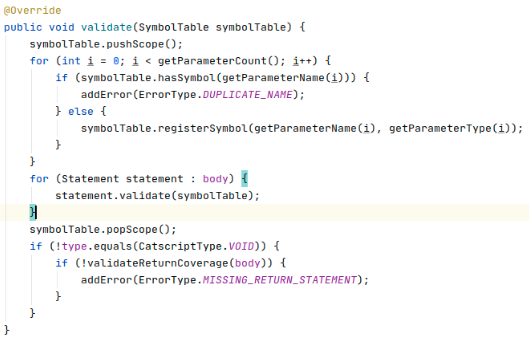 @Override
public void validate(SymbolTable symbolTable) {
    symbolTable.pushScope();
    for (int i = 0; i < getParameterCount(); i++) {
        if (symbolTable.hasSymbol(getParameterName(i))) {
            addError(ErrorType.DUPLICATE_NAME);
        } else {
            symbolTable.registerSymbol(getParameterName(i), getParameterType(i));
        }
    }
    for (Statement statement : body) {
        statement.validate(symbolTable);
    }
    symbolTable.popScope();
    if (!type.equals(CatscriptType.VOID)) {
        if (!validateReturnCoverage(body)) {
            addError(ErrorType.MISSING_RETURN_STATEMENT);
        }
    }
}